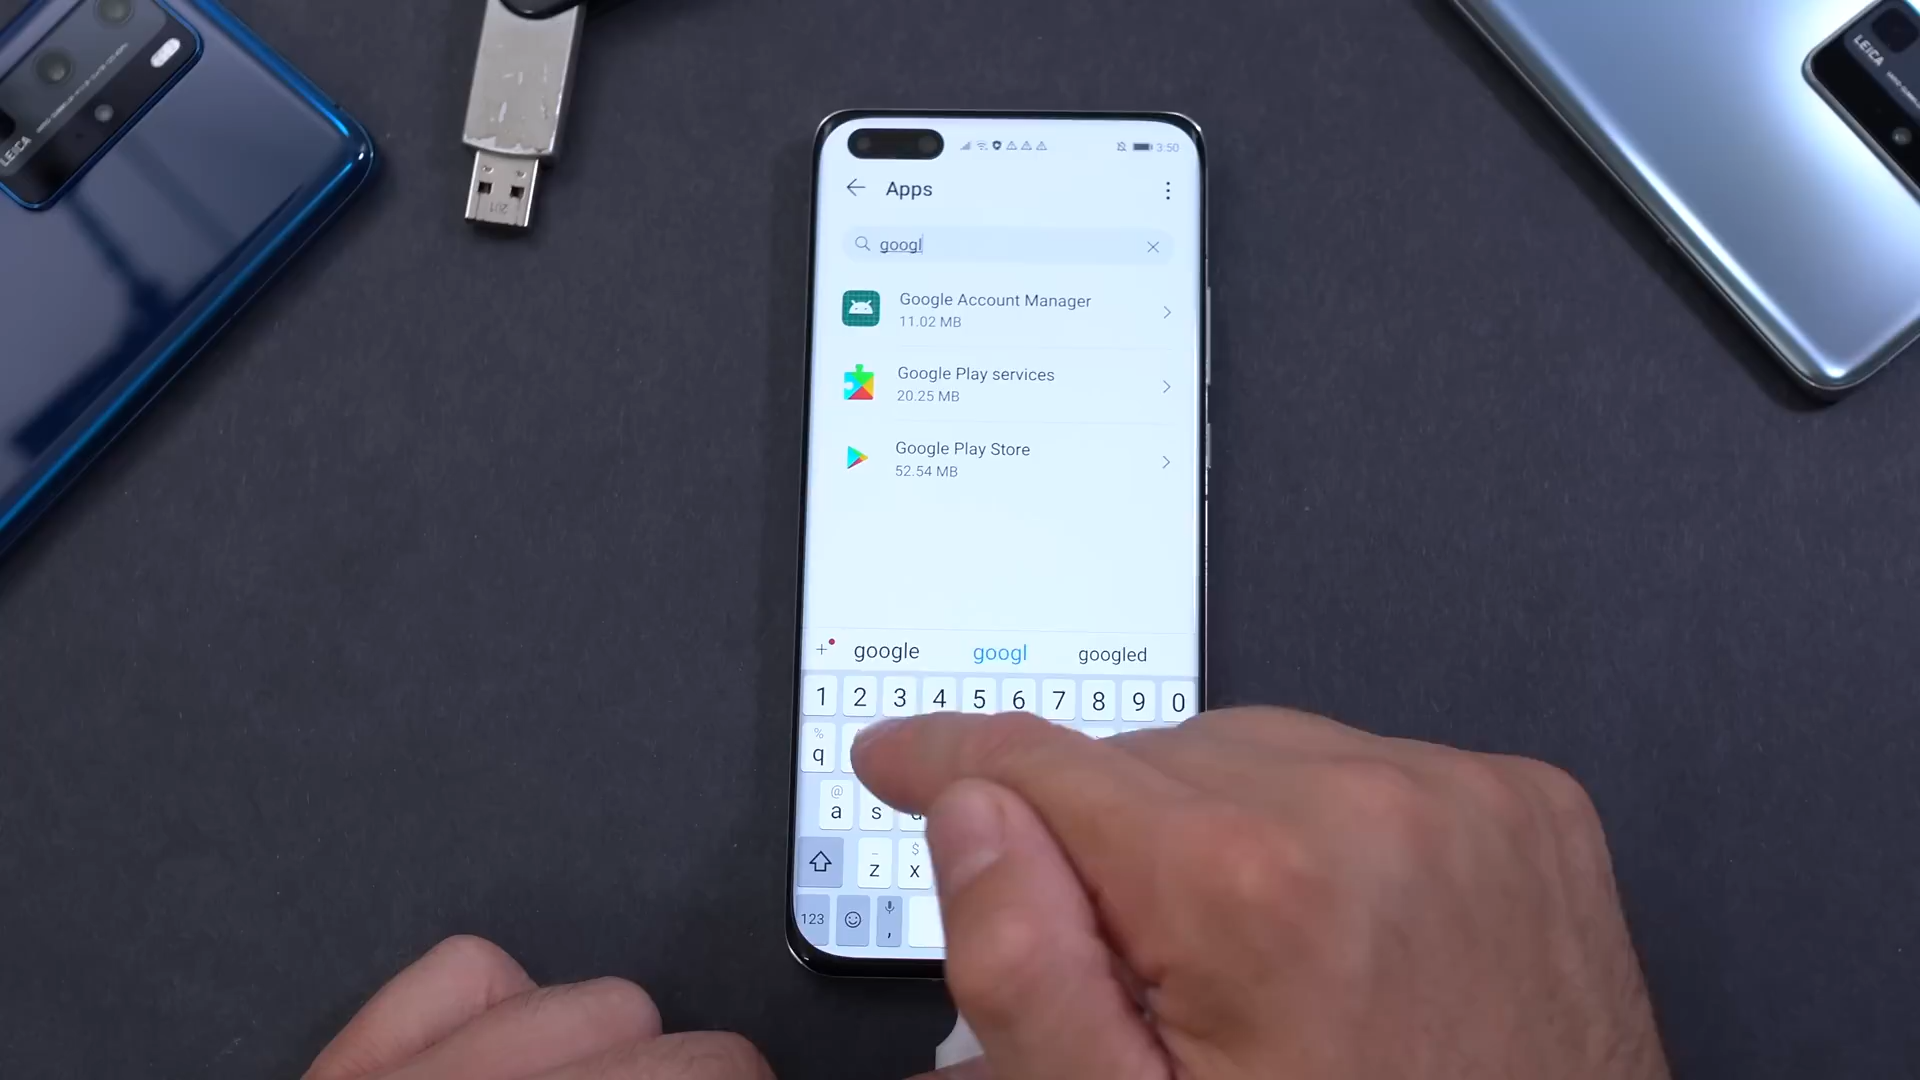 LEICA
LEICA
3:50
Apps
googl
Google Account Manager
11.02 MB
Google Play services
20.25 MB
Google Play Store
52.54 MB
+ google googl googled
1 2 3 4 5 6 7 8 9 0
%
q
@
a s
_ $
z x
123 ,